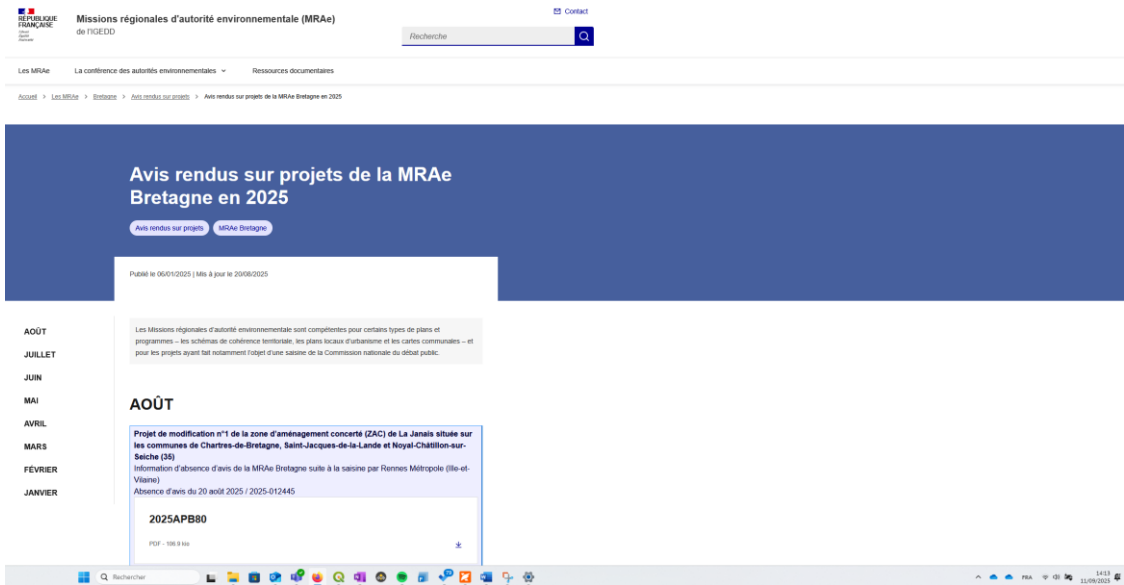 RÉPUBLIQUE
FRANÇAISE
Missions régionales d'autorité environnementale (MRAe)
de l'IGEDD
Contact
Recherche
Les MRAe La conférence des autorités environnementales Ressources documentaires
Accueil > Les MRAe > Bretagne > Avis rendus sur projets > Avis rendus sur projets de la MRAe Bretagne en 2025
Avis rendus sur projets de la MRAe
Bretagne en 2025
Avis rendus sur projets MRAe Bretagne
Publié le 06/01/2025 | Mis à jour le 20/08/2025
AOÛT
JUILLET
JUIN
MAI
AVRIL
MARS
FÉVRIER
JANVIER
Les Missions régionales d'autorité environnementale sont compétentes pour certains types de plans et
programmes – les schémas de cohérence territoriale, les plans locaux d'urbanisme et les cartes communales – et
pour les projets ayant fait notamment l'objet d'une saisine de la Commission nationale du débat public.
AOÛT
Projet de modification n°1 de la zone d'aménagement concerté (ZAC) de La Janais située sur
les communes de Chartres-de-Bretagne, Saint-Jacques-de-la-Lande et Noyal-Châtillon-sur-
Seiche (35)
Information d'absence d'avis de la MRAe Bretagne suite à la saisine par Rennes Métropole (Ille-et-
Vilaine)
Absence d'avis du 20 août 2025 / 2025-012445
2025APB80
PDF
Rechercher
FRA
14:13
11/09/2025